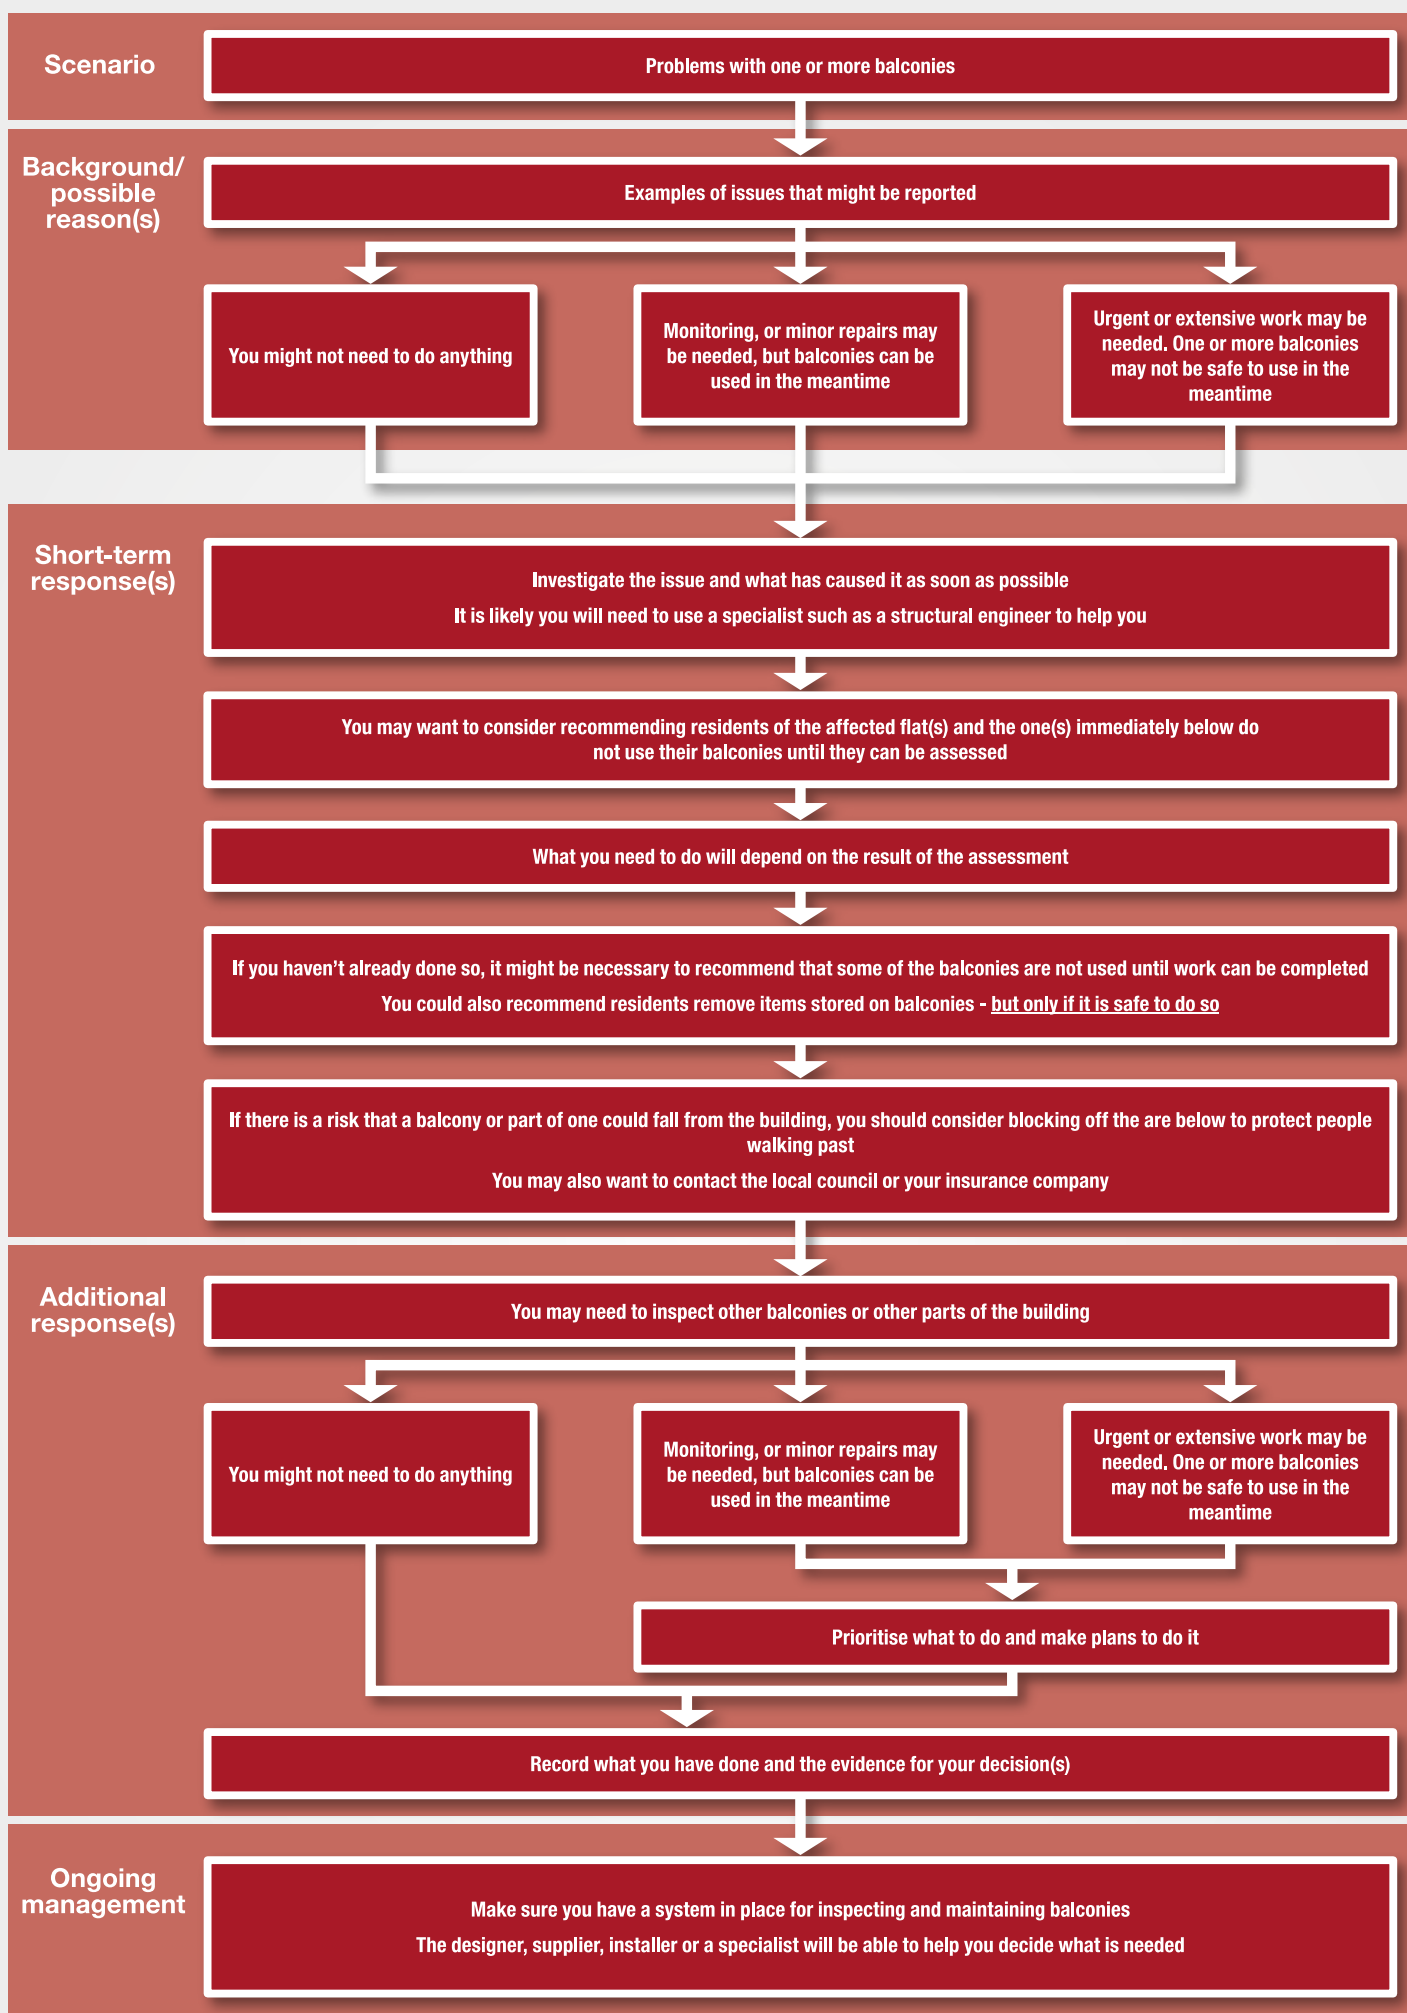 Scenario
Problems with one or more balconies
Background/
possible
reason(s)
Examples of issues that might be reported
You might not need to do anything
Monitoring, or minor repairs may
be needed, but balconies can be
used in the meantime
Urgent or extensive work may be
needed. One or more balconies
may not be safe to use in the
meantime
Short-term
response(s)
Investigate the issue and what has caused it as soon as possible
It is likely you will need to use a specialist such as a structural engineer to help you
You may want to consider recommending residents of the affected flat(s) and the one(s) immediately below do
not use their balconies until they can be assessed
What you need to do will depend on the result of the assessment
If you haven’t already done so, it might be necessary to recommend that some of the balconies are not used until work can be completed
You could also recommend residents remove items stored on balconies - but only if it is safe to do so
If there is a risk that a balcony or part of one could fall from the building, you should consider blocking off the are below to protect people
walking past
You may also want to contact the local council or your insurance company
Additional
response(s)
You may need to inspect other balconies or other parts of the building
You might not need to do anything
Monitoring, or minor repairs may
be needed, but balconies can be
used in the meantime
Urgent or extensive work may be
needed. One or more balconies
may not be safe to use in the
meantime
Prioritise what to do and make plans to do it
Record what you have done and the evidence for your decision(s)
Ongoing
management
Make sure you have a system in place for inspecting and maintaining balconies
The designer, supplier, installer or a specialist will be able to help you decide what is needed